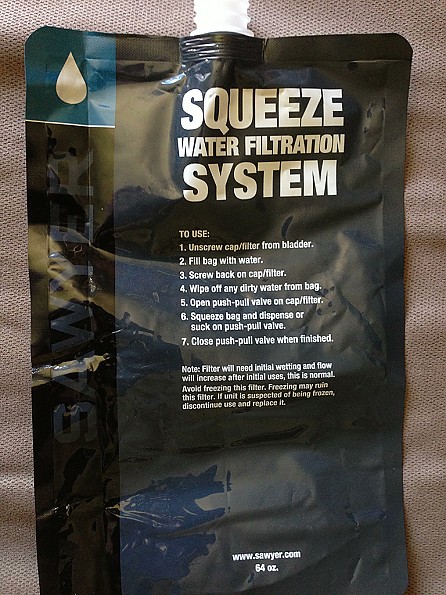 SAWYER
SQUEEZE
WATER FILTRATION
SYSTEM
TO USE:
1. Unscrew cap/filter from bladder.
2. Fill bag with water.
3. Screw back on cap/filter.
4. Wipe off any dirty water from bag.
5. Open push-pull valve on cap/filter.
6. Squeeze bag and dispense or
suck on push-pull valve.
7. Close push-pull valve when finished.
Note: Filter will need initial wetting and flow
will increase after initial uses, this is normal.
Avoid freezing this filter. Freezing may ruin
this filter. If unit is suspected of being frozen,
discontinue use and replace it.
www.sawyer.com
64 oz.